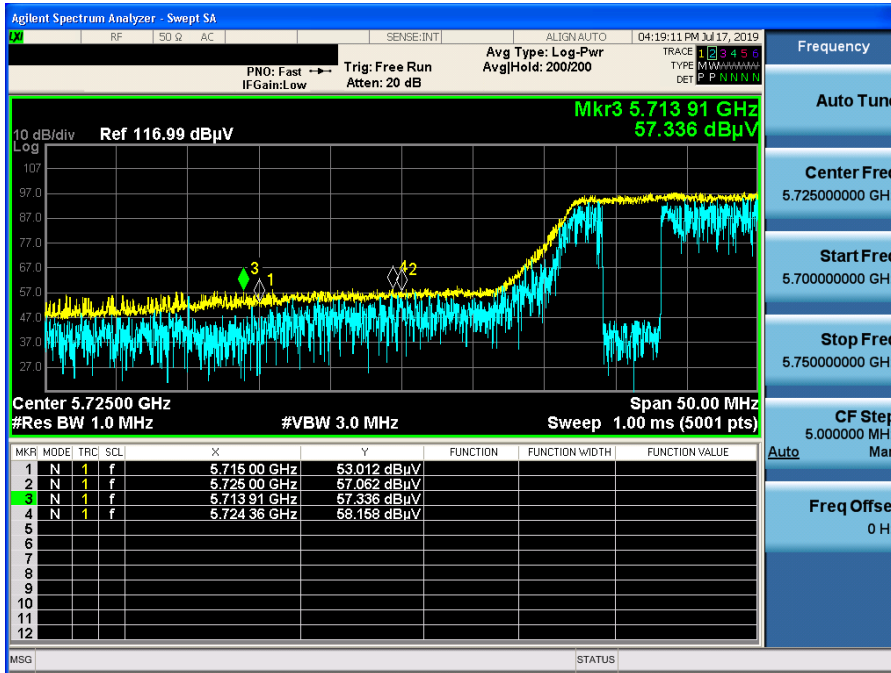 Agilent Spectrum Analyzer - Swept SA
LXI RF 50 Ω AC SENSE:INT ALIGN AUTO 04:19:11 PM Jul 17, 2019
PNO: Fast
IFGain:Low
Trig: Free Run
Atten: 20 dB
Avg Type: Log-Pwr
Avg|Hold: 200/200
TRACE 1 2 3 4 5 6
TYPE M W
DET P P N N N N
Mkr3 5.713 91 GHz
57.336 dBµV
10 dB/div Ref 116.99 dBµV
Log
107
97.0
87.0
77.0
67.0
57.0
47.0
37.0
27.0
3
1
4 2
Center 5.72500 GHz Span 50.00 MHz
#Res BW 1.0 MHz #VBW 3.0 MHz Sweep 1.00 ms (5001 pts)
MKR MODE TRC SCL X Y FUNCTION FUNCTION WIDTH FUNCTION VALUE
1 N 1 f 5.715 00 GHz 53.012 dBµV
2 N 1 f 5.725 00 GHz 57.062 dBµV
3 N 1 f 5.713 91 GHz 57.336 dBµV
4 N 1 f 5.724 36 GHz 58.158 dBµV
5
6
7
8
9
10
11
12
MSG STATUS
Frequency
Auto Tun
Center Fre
5.725000000 GH
Start Fre
5.700000000 GH
Stop Fre
5.750000000 GH
CF Ste
5.000000 MH
Auto Ma
Freq Offse
0 H